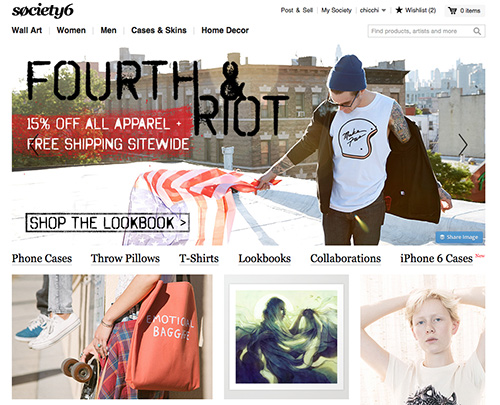 society6
Post & Sell
My Society
chicchi
Wishlist (2)
0 items
Wall Art
Women
Men
Cases & Skins
Home Decor
Find products, artists and more
FOURTH &
RIOT
15% OFF ALL APPAREL +
FREE SHIPPING SITEWIDE
SHOP THE LOOKBOOK >
Share Image
Phone Cases
Throw Pillows
T-Shirts
Lookbooks
Collaborations
iPhone 6 Cases
New
EMOTIONAL
BAGGAGE